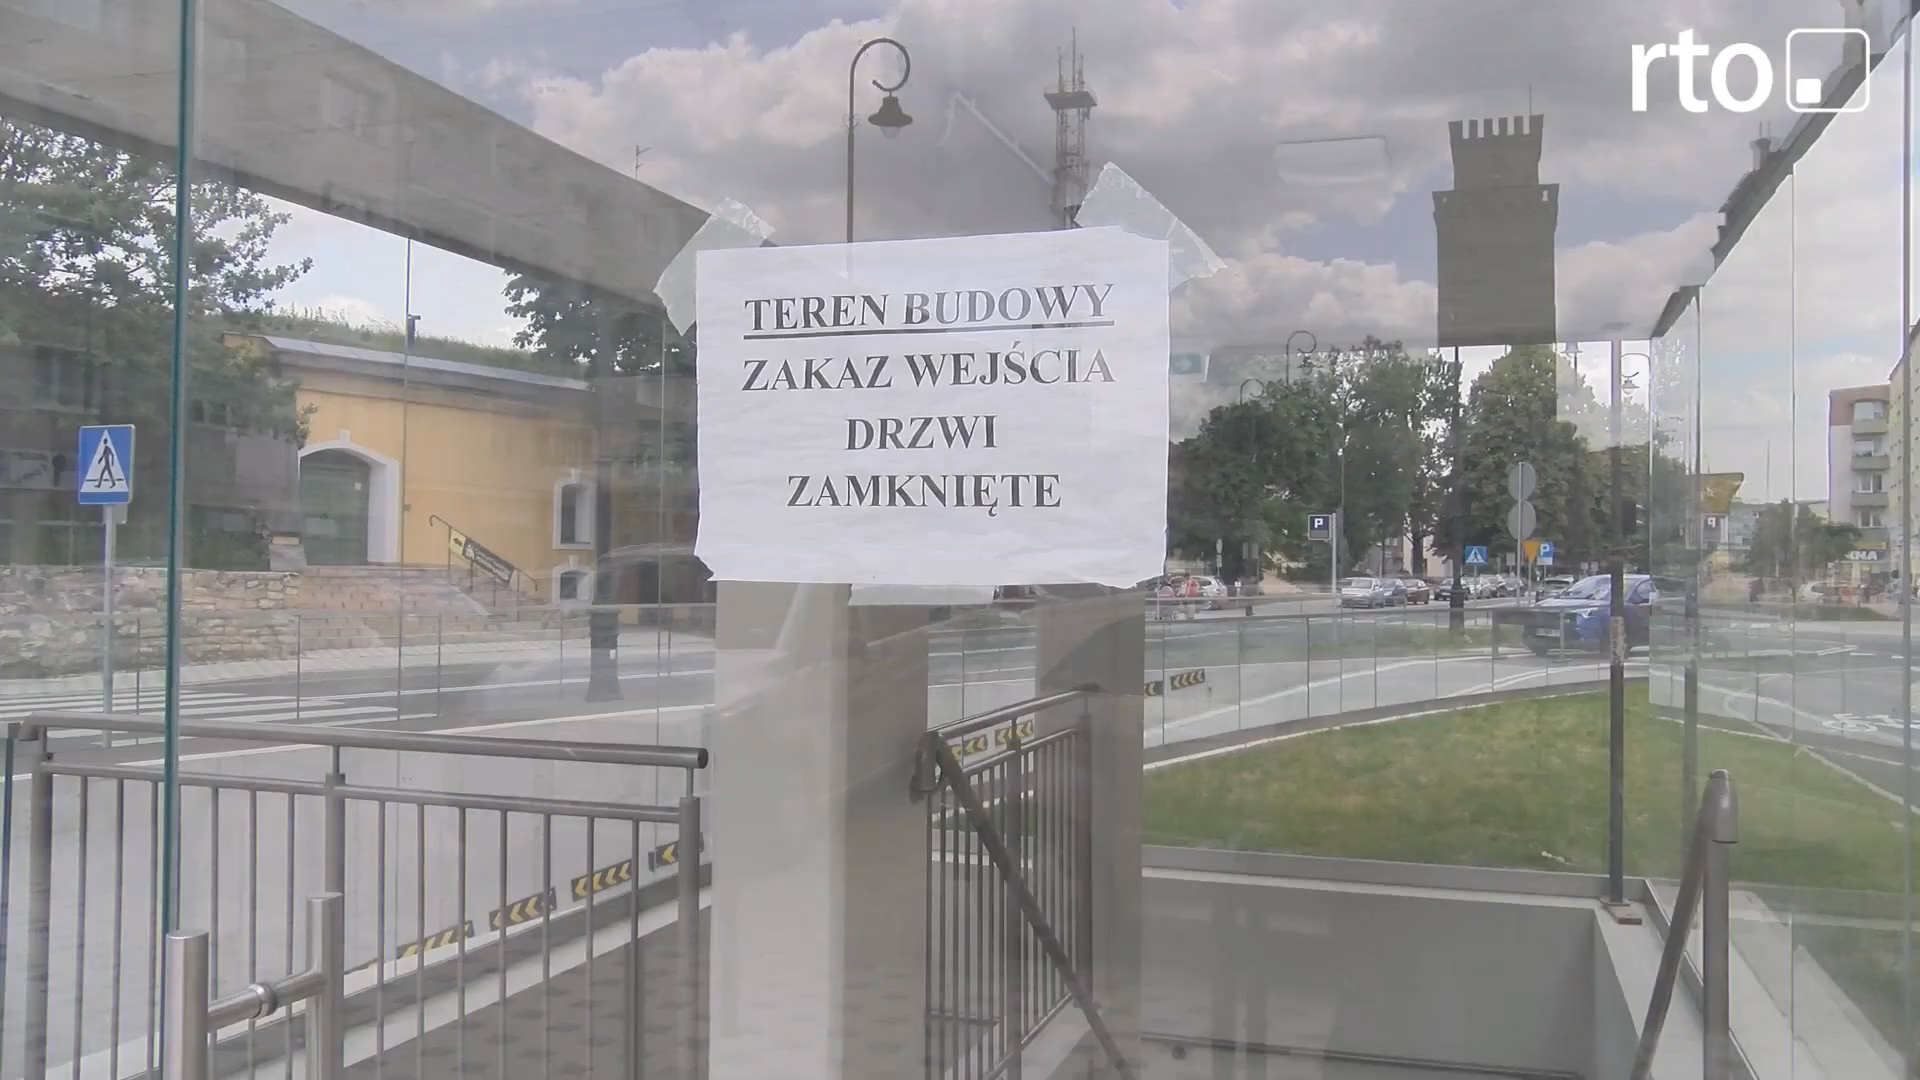 rto
TEREN BUDOWY
ZAKAZ WEJŚCIA
DRZWI
ZAMKNIĘTE
P
P